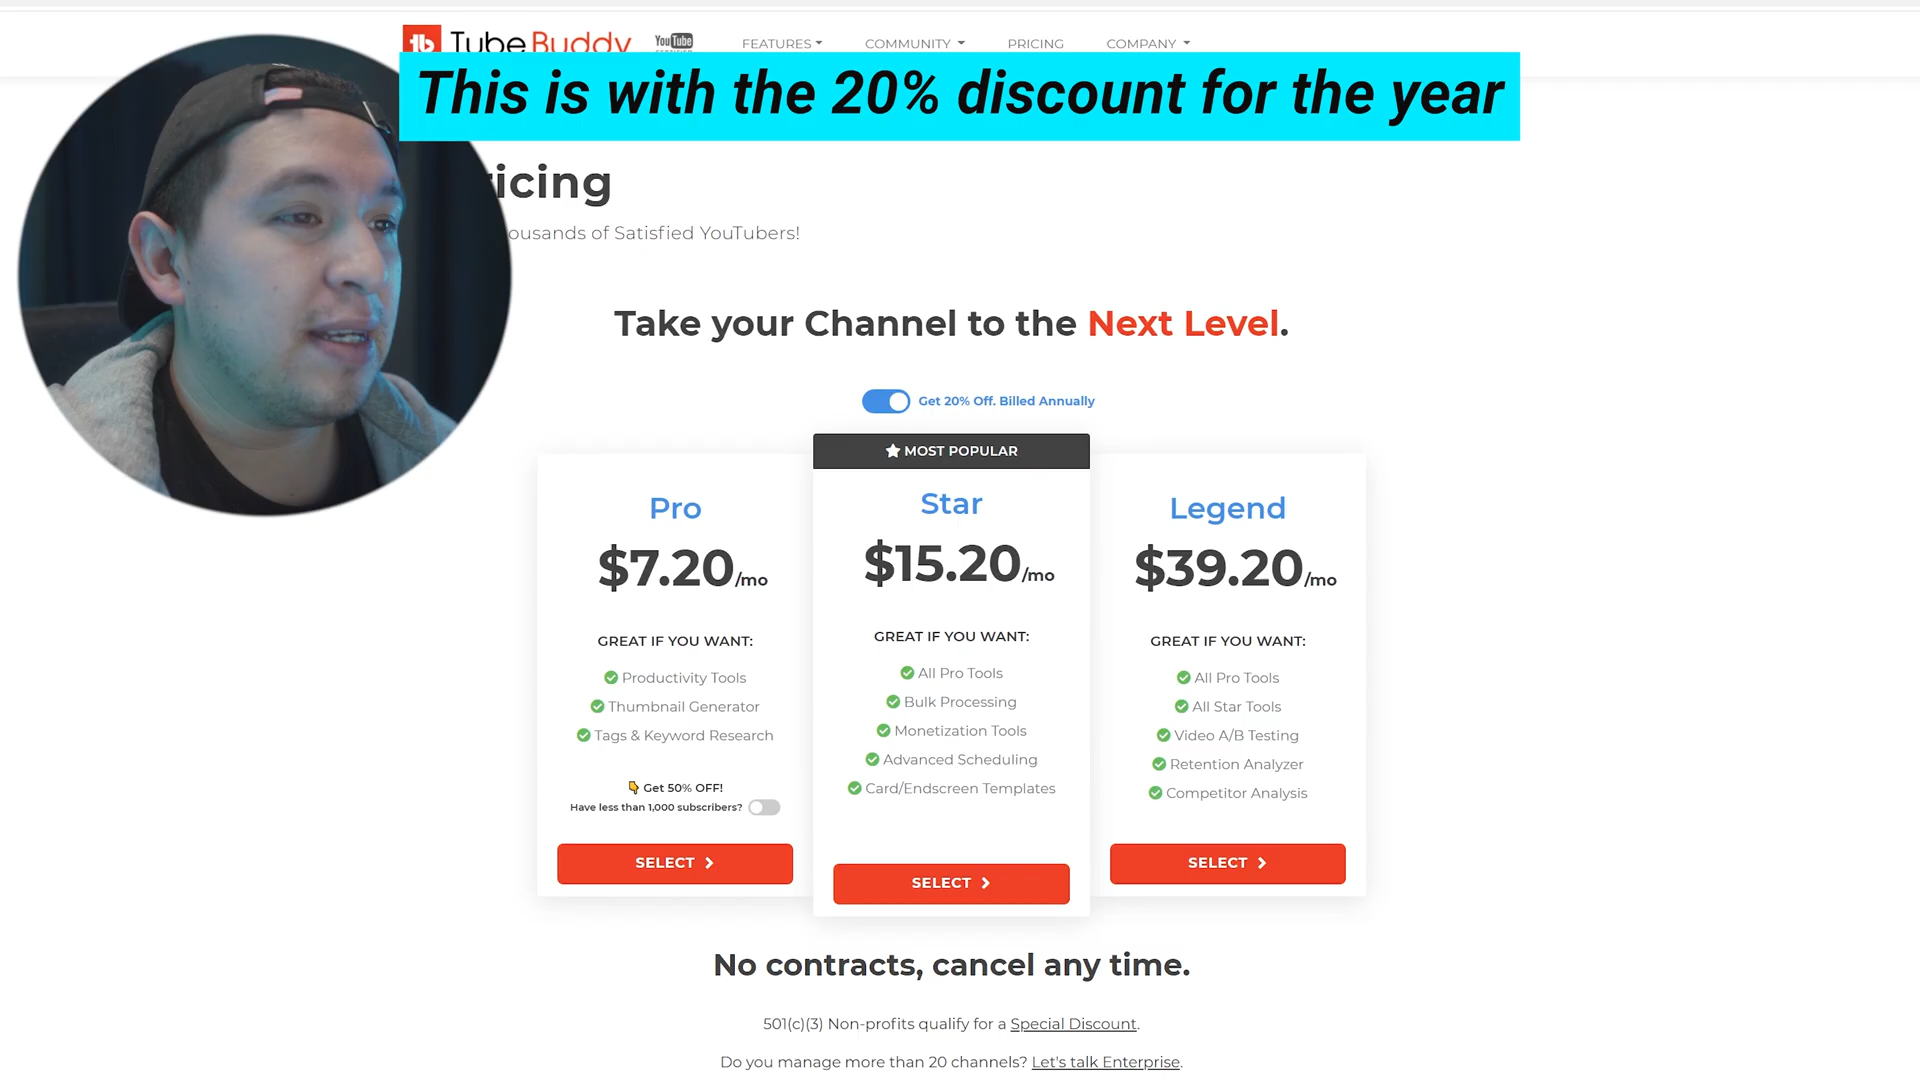 TubeBuddy YouTube FEATURES COMMUNITY PRICING COMPANY
This is with the 20% discount for the year
ricing
ousands of Satisfied YouTubers!
Take your Channel to the Next Level.
Get 20% Off. Billed Annually
MOST POPULAR
Pro
$7.20/mo
GREAT IF YOU WANT:
Productivity Tools
Thumbnail Generator
Tags & Keyword Research
Get 50% OFF!
Have less than 1,000 subscribers?
SELECT
Star
$15.20/mo
GREAT IF YOU WANT:
All Pro Tools
Bulk Processing
Monetization Tools
Advanced Scheduling
Card/Endscreen Templates
SELECT
Legend
$39.20/mo
GREAT IF YOU WANT:
All Pro Tools
All Star Tools
Video A/B Testing
Retention Analyzer
Competitor Analysis
SELECT
No contracts, cancel any time.
501(c)(3) Non-profits qualify for a Special Discount.
Do you manage more than 20 channels? Let's talk Enterprise.